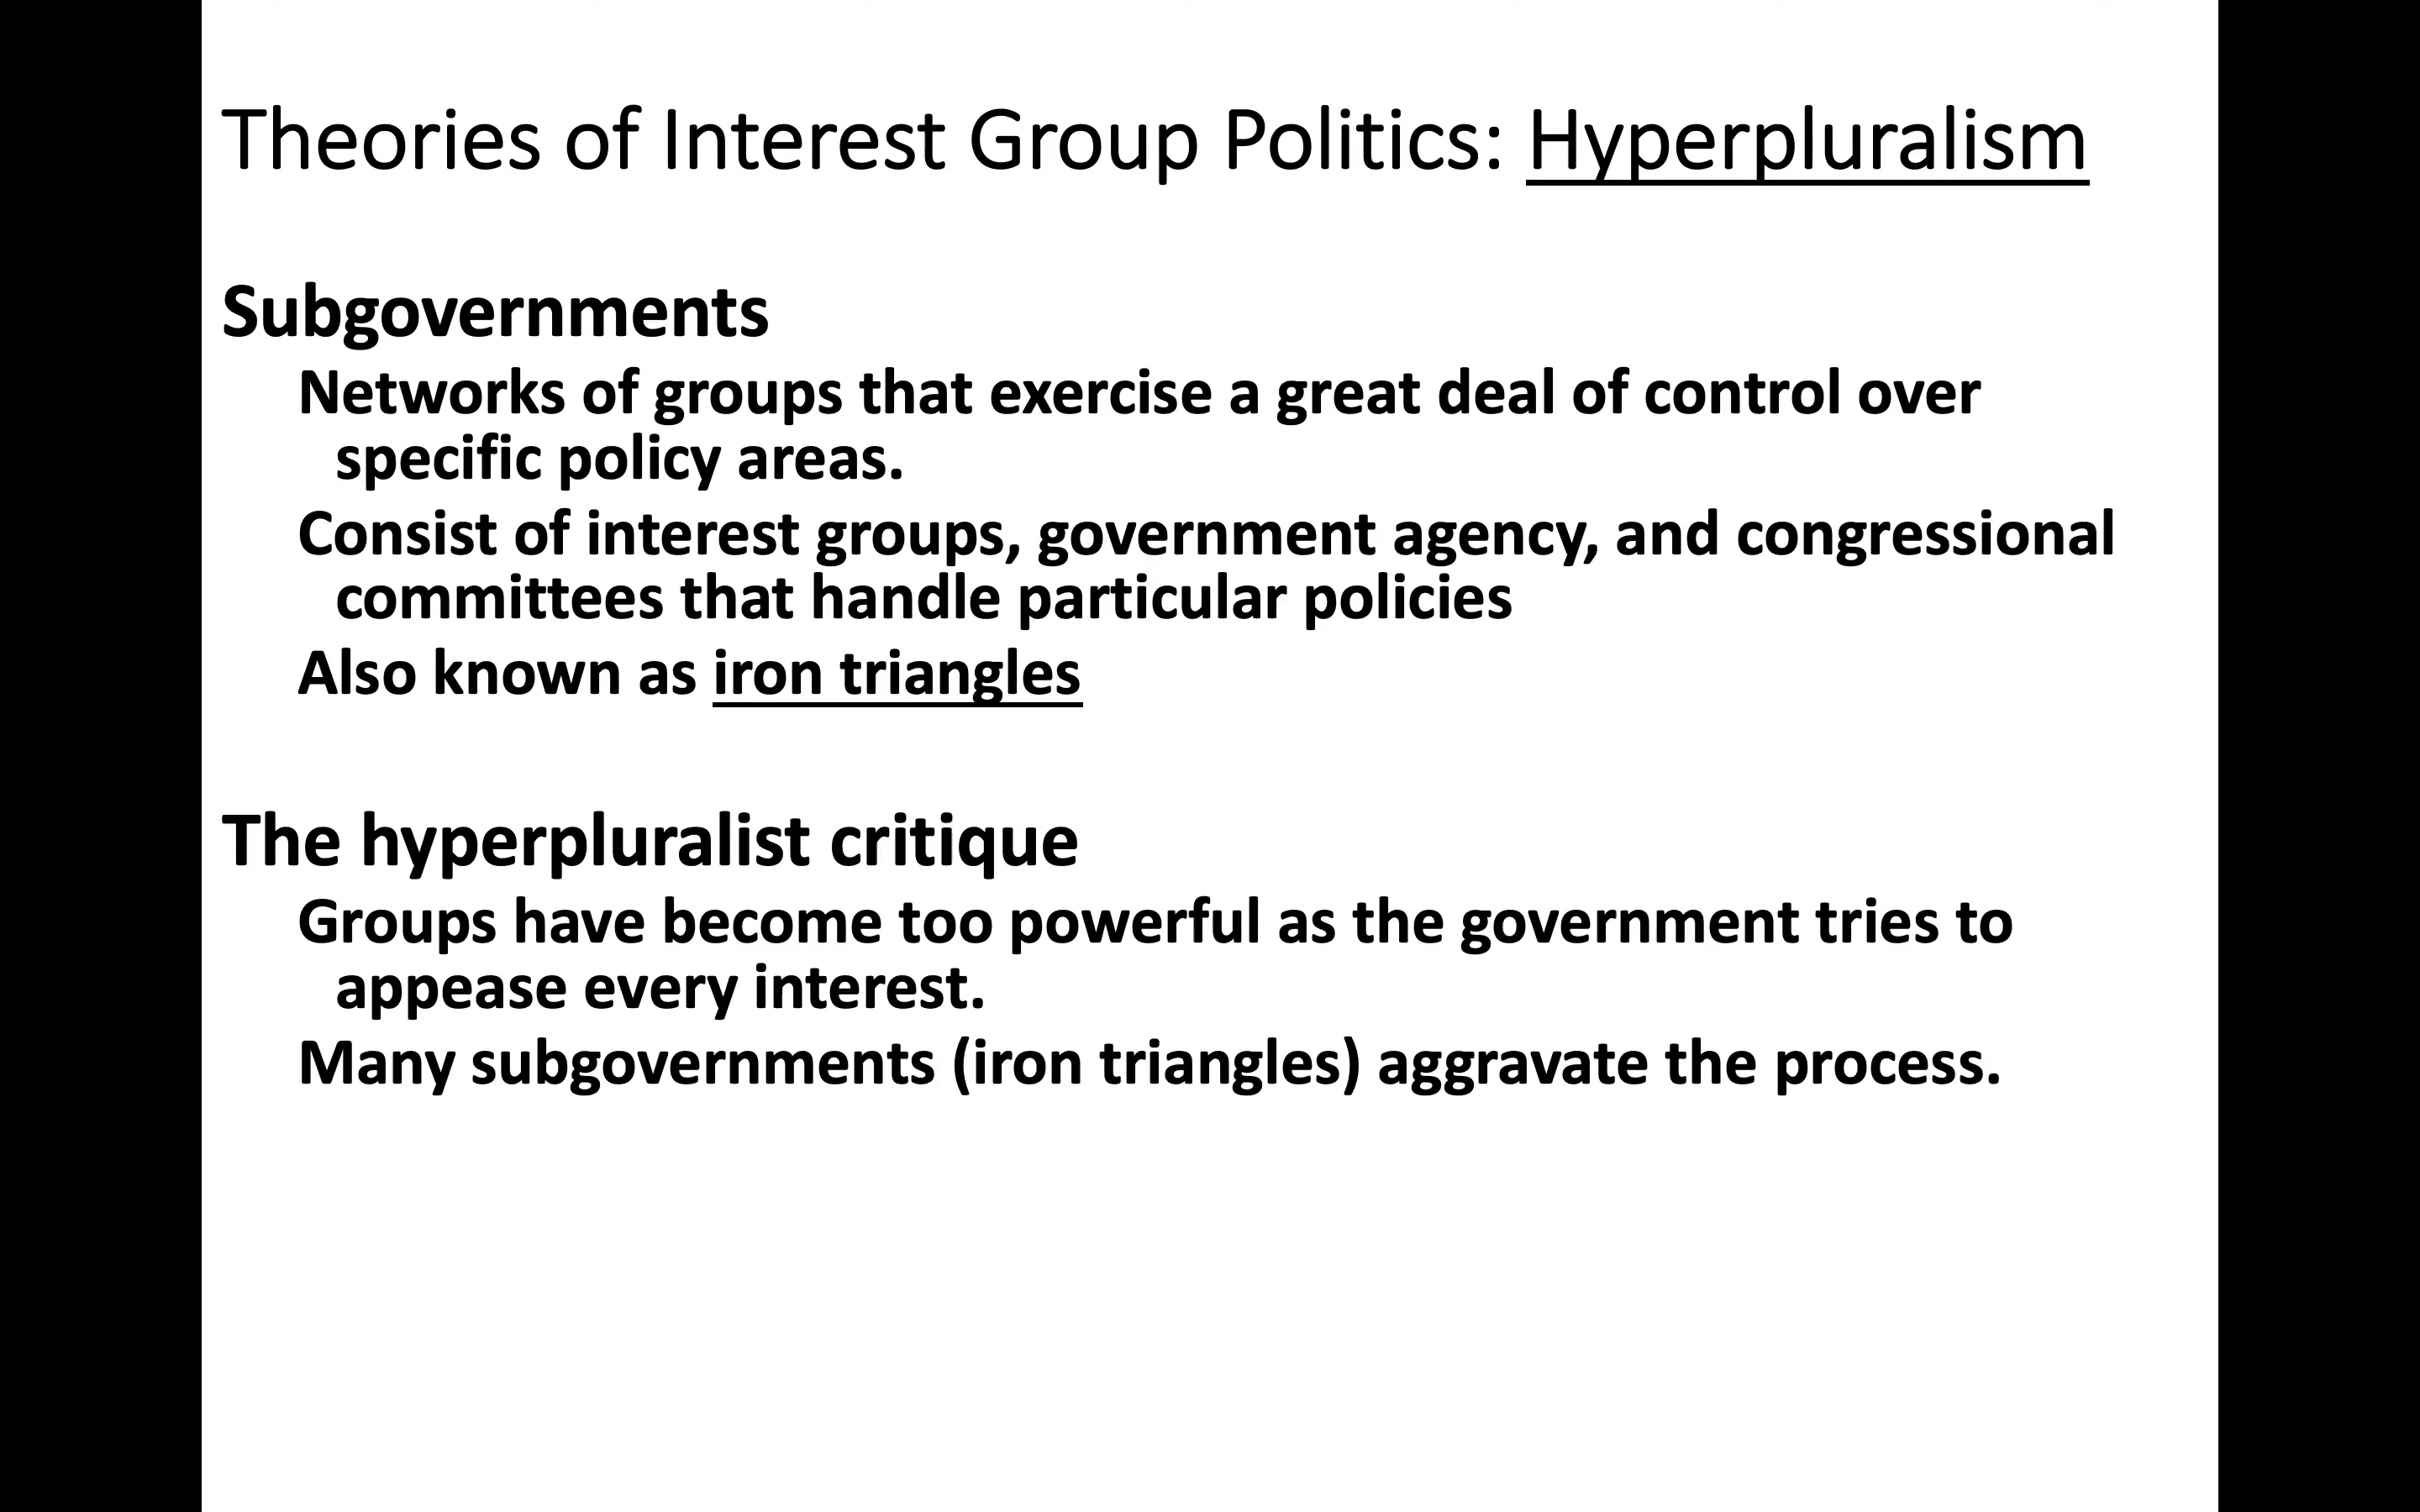 Theories of Interest Group Politics: Hyperpluralism
Subgovernments
Networks of groups that exercise a great deal of control over
specific policy areas.
Consist of interest groups, government agency, and congressional
committees that handle particular policies
Also known as iron triangles
The hyperpluralist critique
Groups have become too powerful as the government tries to
appease every interest.
Many subgovernments (iron triangles) aggravate the process.